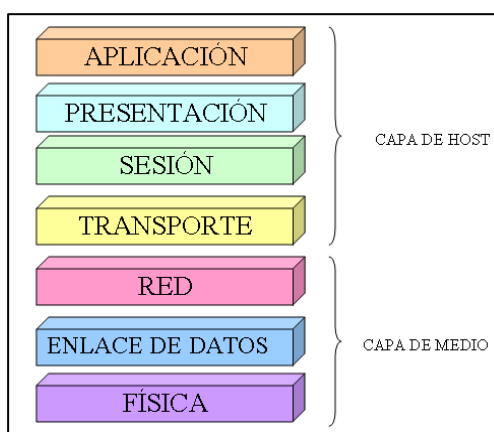 APLICACIÓN
PRESENTACIÓN
SESIÓN
TRANSPORTE
CAPA DE HOST
RED
ENLACE DE DATOS
FÍSICA
CAPA DE MEDIO